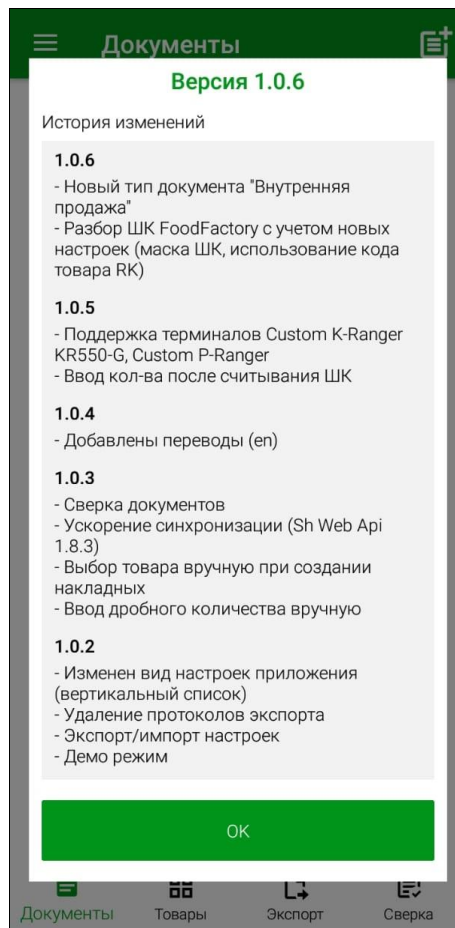 Документы
Версия 1.0.6
История изменений
1.0.6
- Новый тип документа "Внутренняя
продажа"
- Разбор ШК FoodFactory с учетом новых
настроек (маска ШК, использование кода
товара RK)
1.0.5
- Поддержка терминалов Custom K-Ranger
KR550-G, Custom P-Ranger
- Ввод кол-ва после считывания ШК
1.0.4
- Добавлены переводы (en)
1.0.3
- Сверка документов
- Ускорение синхронизации (Sh Web Api
1.8.3)
- Выбор товара вручную при создании
накладных
- Ввод дробного количества вручную
1.0.2
- Изменен вид настроек приложения
(вертикальный список)
- Удаление протоколов экспорта
- Экспорт/импорт настроек
- Демо режим
OK
Документы Товары Экспорт Сверка